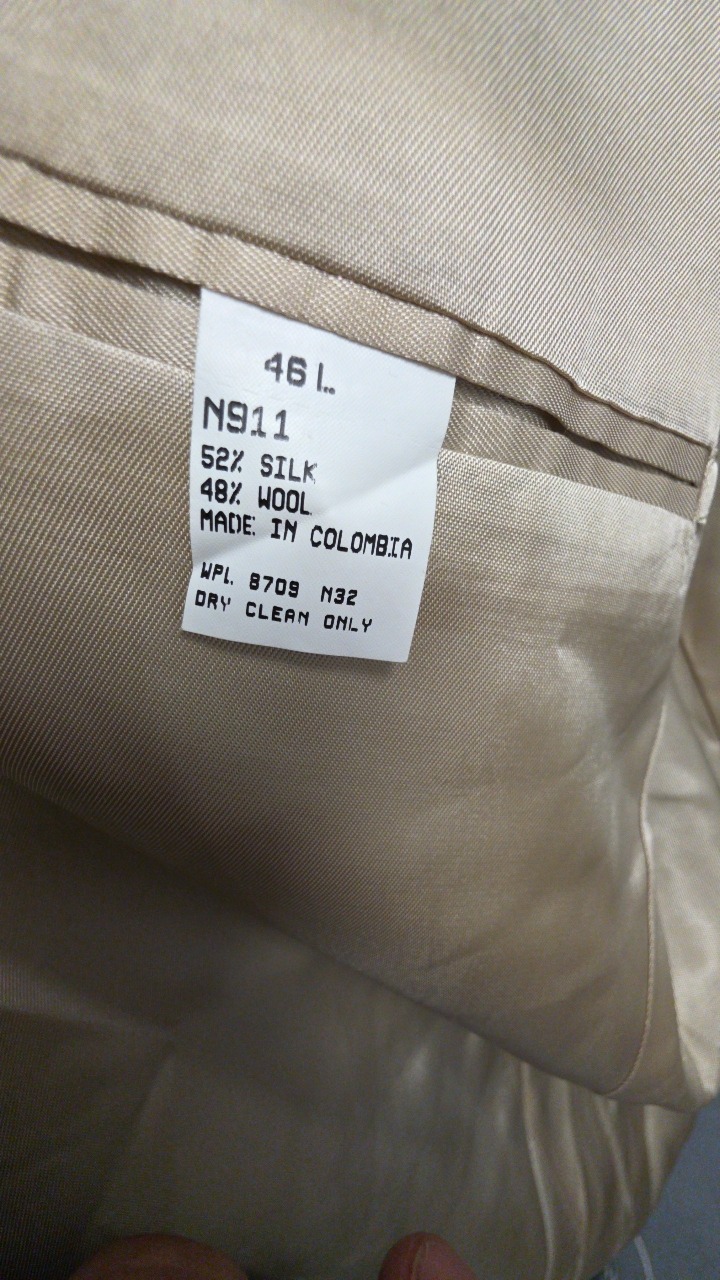 46 L
N911
52% SILK
48% WOOL
MADE IN COLOMBIA
WPL 8709 N32
DRY CLEAN ONLY